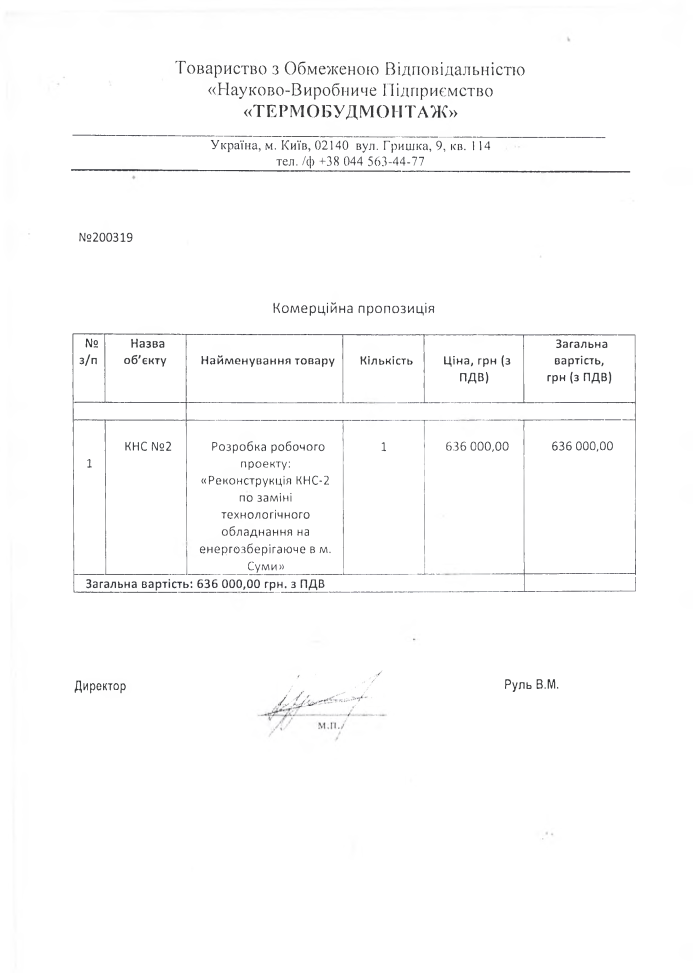 Товариство з Обмеженою Відповідальністю
«Науково-Виробниче Підприємство
«ТЕРМОБУДМОНТАЖ»
Україна, м. Київ, 02140 вул. Гришка, 9, кв. 114
тел. /ф +38 044 563-44-77
№200319
Комерційна пропозиція
№ з/п
Назва об’єкту
Найменування товару
Кількість
Ціна, грн (з ПДВ)
Загальна вартість, грн (з ПДВ)
1
КНС №2
Розробка робочого
проекту:
«Реконструкція КНС-2
по заміні
технологічного
обладнання на
енергозберігаюче в м.
Суми»
1
636 000,00
636 000,00
Загальна вартість: 636 000,00 грн. з ПДВ
Директор
м.п.
Руль В.М.